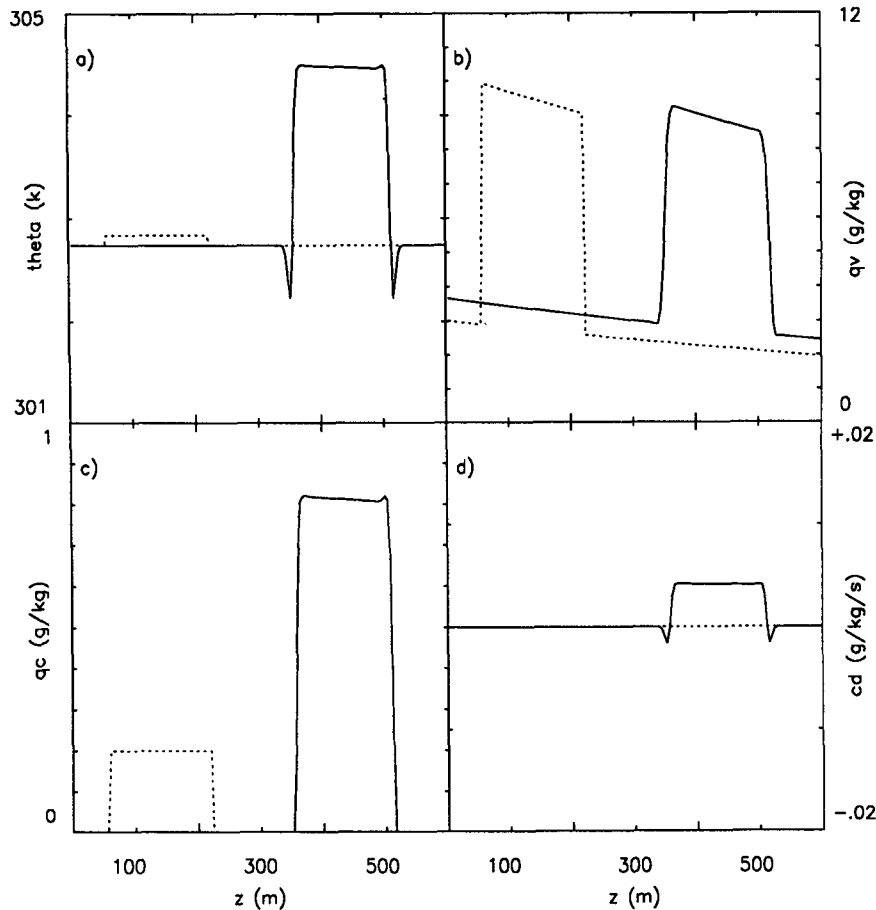 305
a)
theta (k)
301
b)
12
qv (g/kg)
0
1
c)
qc (g/kg)
0
100
300
500
z (m)
+.02
d)
cd (g/kg/s)
-.02
100
300
500
z (m)